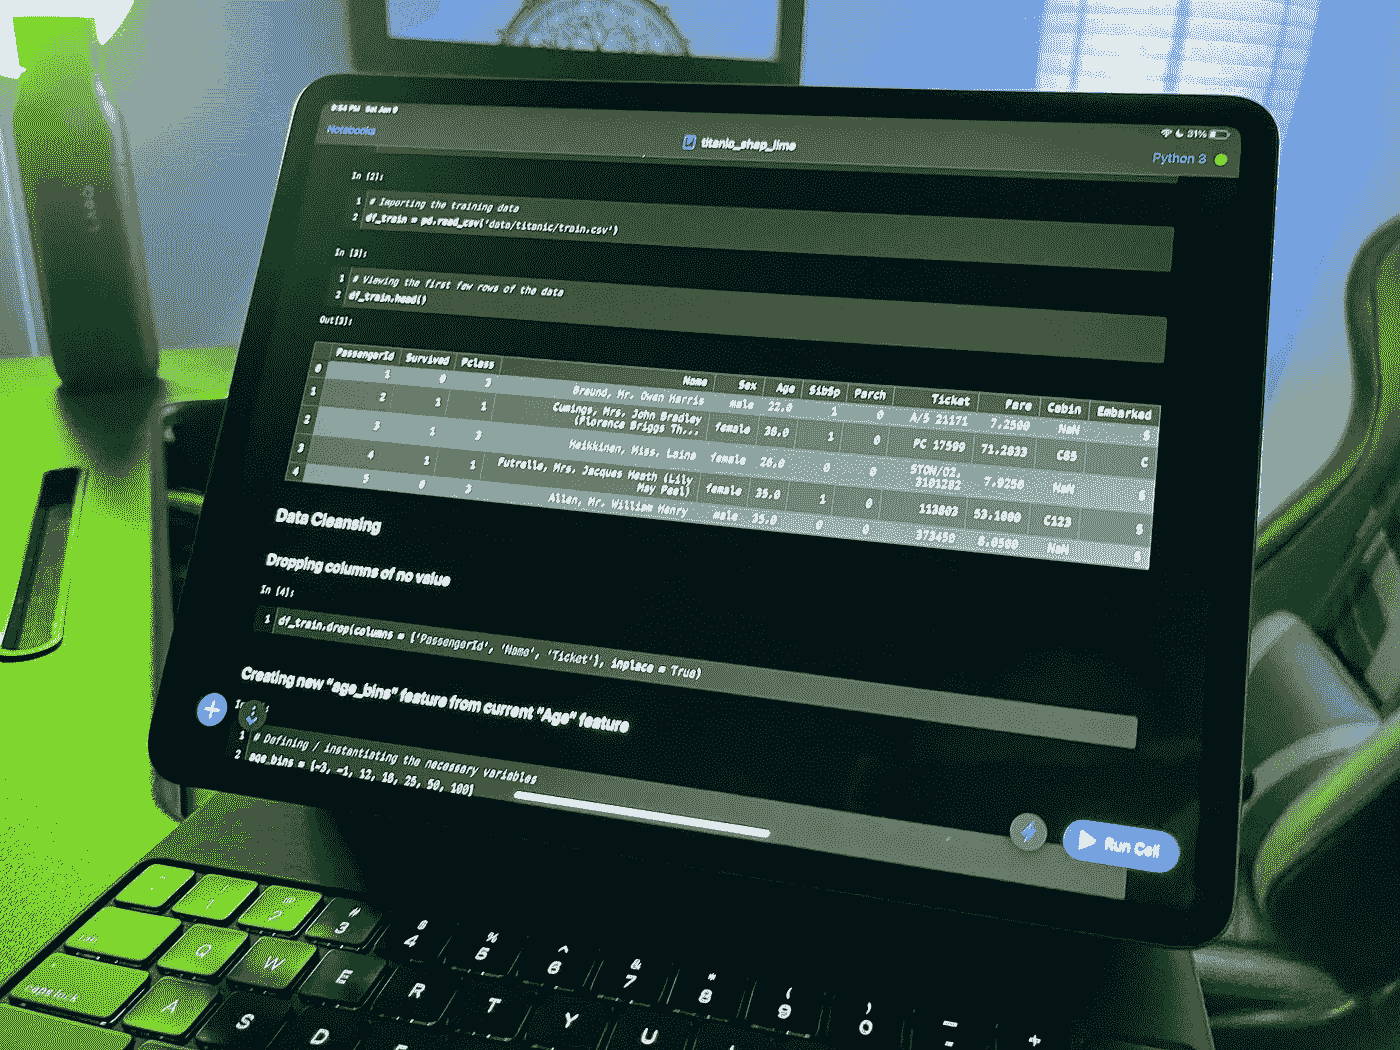 9:54 PM Sat Jan 9
31%
Notebooks
titanic_shap_lime
Python 3
In [2]:
1 # Importing the training data
2 df_train = pd.read_csv('data/titanic/train.csv')
In [3]:
1 # Viewing the first few rows of the data
2 df_train.head()
Out[3]:
PassengerId Survived Pclass Name Sex Age SibSp Parch Ticket Fare Cabin Embarked
0 1 0 3 Braund, Mr. Owen Harris male 22.0 1 0 A/5 21171 7.2500 NaN S
1 2 1 1 Cumings, Mrs. John Bradley (Florence Briggs Th... female 38.0 1 0 PC 17599 71.2833 C85 C
2 3 1 3 Heikkinen, Miss. Laina female 26.0 0 0 STON/O2. 3101282 7.9250 NaN S
3 4 1 1 Futrelle, Mrs. Jacques Heath (Lily May Peel) female 35.0 1 0 113803 53.1000 C123 S
4 5 0 3 Allen, Mr. William Henry male 35.0 0 0 373450 8.0500 NaN S
Data Cleansing
Dropping columns of no value
In [4]:
1 df_train.drop(columns = ['PassengerId', 'Name', 'Ticket'], inplace = True)
Creating new "age_bins" feature from current "Age" feature
1 # Defining / instantiating the necessary variables
2 age_bins = [-3, -1, 12, 18, 25, 50, 100]
Run Cell
! @ # $ % ^ & * ( ) _ +
1 2 3 4 5 6 7 8 9 0 -
Q W E R T Y U
caps lock A S D